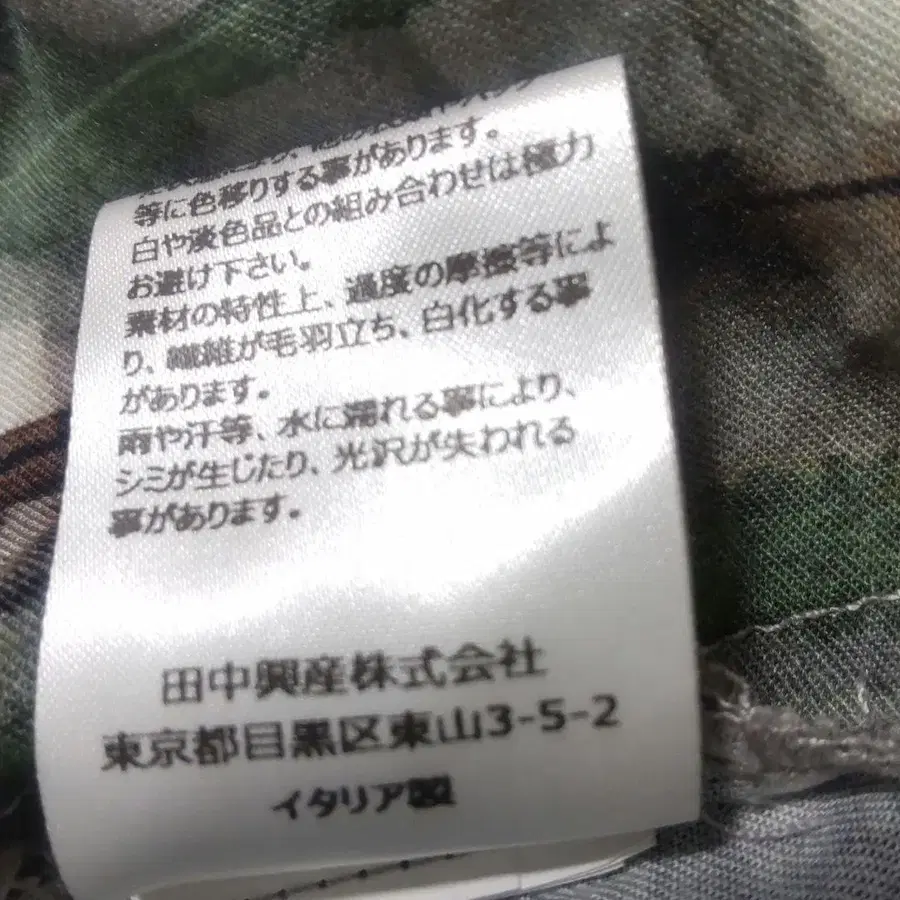 等に色移りする事があります。
白や淡色品との組み合わせは極力
お避け下さい。
素材の特性上、過度の摩擦等によ
り、繊維が毛羽立ち、白化する事
があります。
雨や汗等、水に濡れる事により、
シミが生じたり、光沢が失われる
事があります。
田中興産株式会社
東京都目黒区東山3-5-2
イタリア製